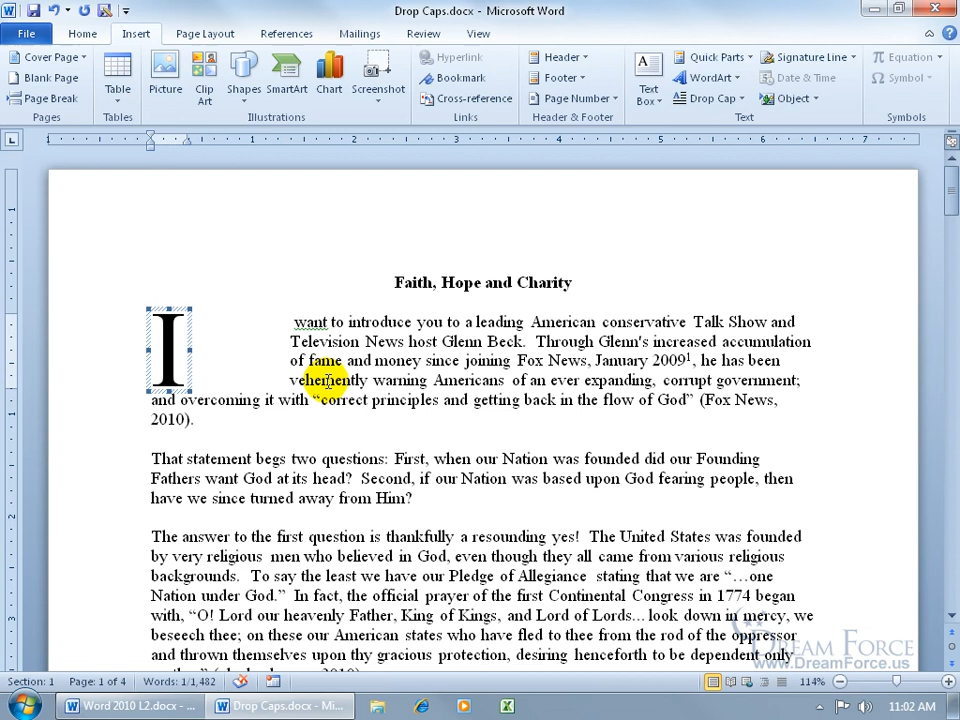 Drop Caps.docx - Microsoft Word
File Home Insert Page Layout References Mailings Review View
Cover Page
Blank Page
Page Break
Pages
Table
Tables
Picture
Clip Art
Shapes
SmartArt
Chart
Screenshot
Illustrations
Hyperlink
Bookmark
Cross-reference
Links
Header
Footer
Page Number
Header & Footer
Text Box
Quick Parts
WordArt
Drop Cap
Signature Line
Date & Time
Object
Text
Equation
Symbol
Symbols
1 1 2 3 4 5 6 7
Faith, Hope and Charity
I want to introduce you to a leading American conservative Talk Show and
Television News host Glenn Beck. Through Glenn's increased accumulation
of fame and money since joining Fox News, January 2009¹, he has been
vehemently warning Americans of an ever expanding, corrupt government;
and overcoming it with “correct principles and getting back in the flow of God” (Fox News,
2010).
That statement begs two questions: First, when our Nation was founded did our Founding
Fathers want God at its head? Second, if our Nation was based upon God fearing people, then
have we since turned away from Him?
The answer to the first question is thankfully a resounding yes! The United States was founded
by very religious men who believed in God, even though they all came from various religious
backgrounds. To say the least we have our Pledge of Allegiance stating that we are “…one
Nation under God.” In fact, the official prayer of the first Continental Congress in 1774 began
with, “O! Lord our heavenly Father, King of Kings, and Lord of Lords... look down in mercy, we
beseech thee; on these our American states who have fled to thee from the rod of the oppressor
and thrown themselves upon thy gracious protection, desiring henceforth to be dependent only
DREAM FORCE
www.DreamForce.us
Section: 1 Page: 1 of 4 Words: 1/1,482 114%
Word 2010 L2.docx - ... Drop Caps.docx - Mi... 11:02 AM